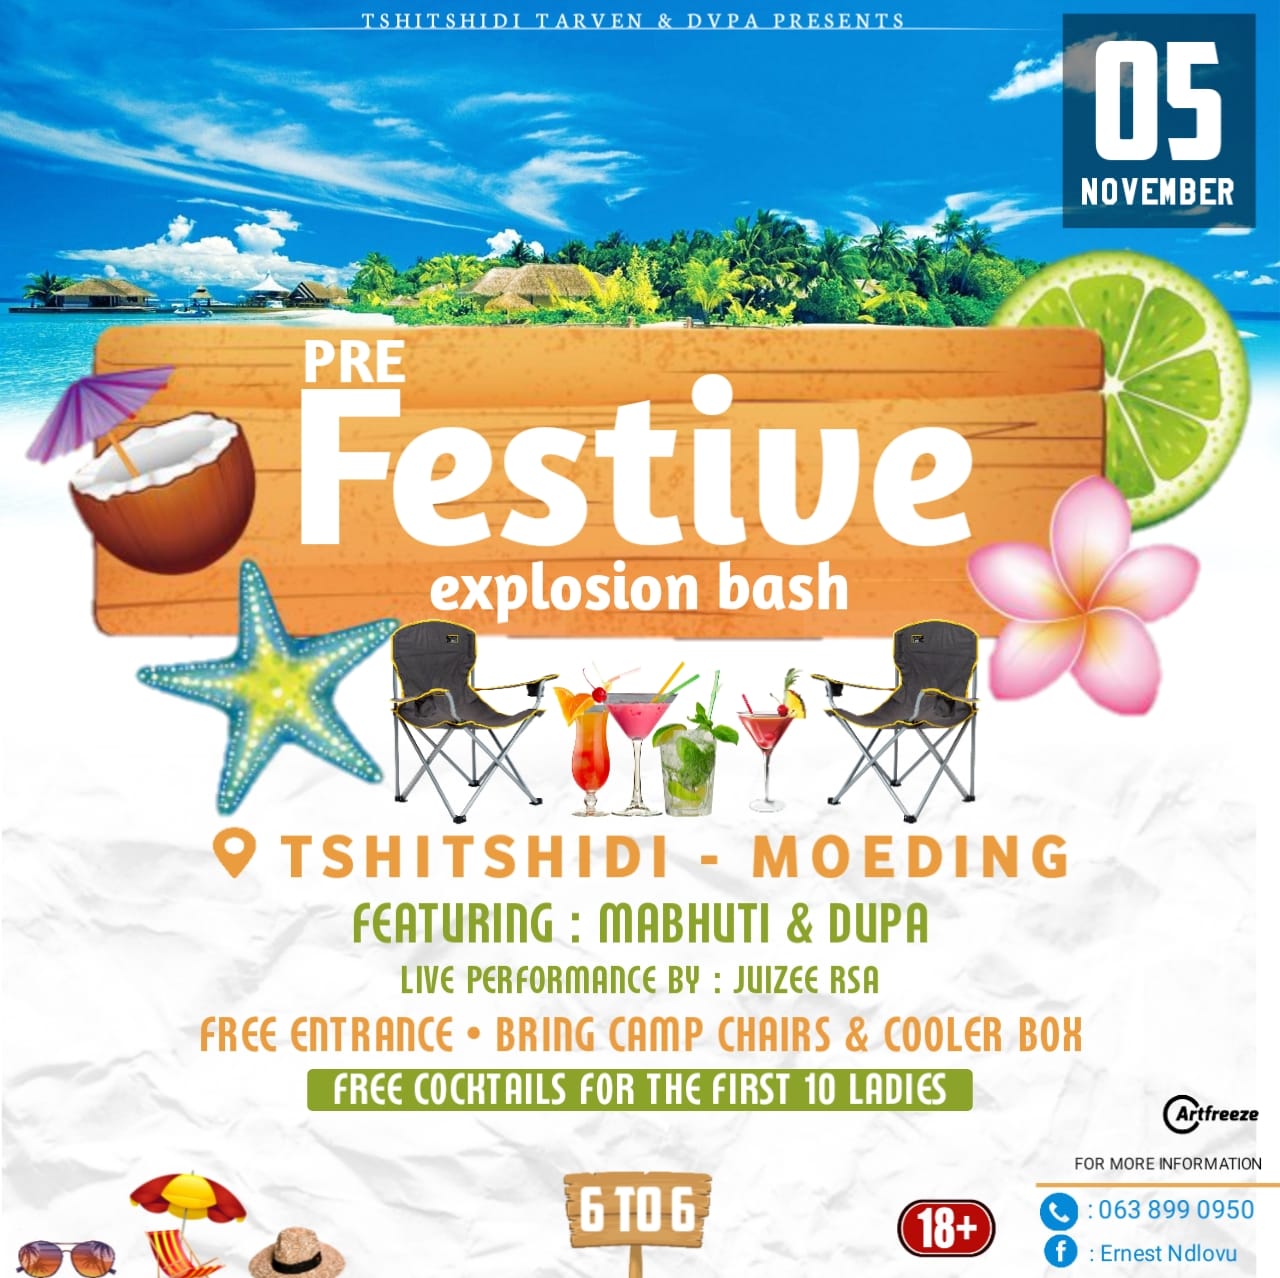 TSHITSHIDI TARVEN & DVPA PRESENTS
05
NOVEMBER
PRE
Festive
explosion bash
TSHITSHIDI - MOEDING
FEATURING : MABHUTI & DUPA
LIVE PERFORMANCE BY : JUIZEE RSA
FREE ENTRANCE • BRING CAMP CHAIRS & COOLER BOX
FREE COCKTAILS FOR THE FIRST 10 LADIES
Artfreeze
FOR MORE INFORMATION
6 TO 6
18+
: 063 899 0950
: Ernest Ndlovu